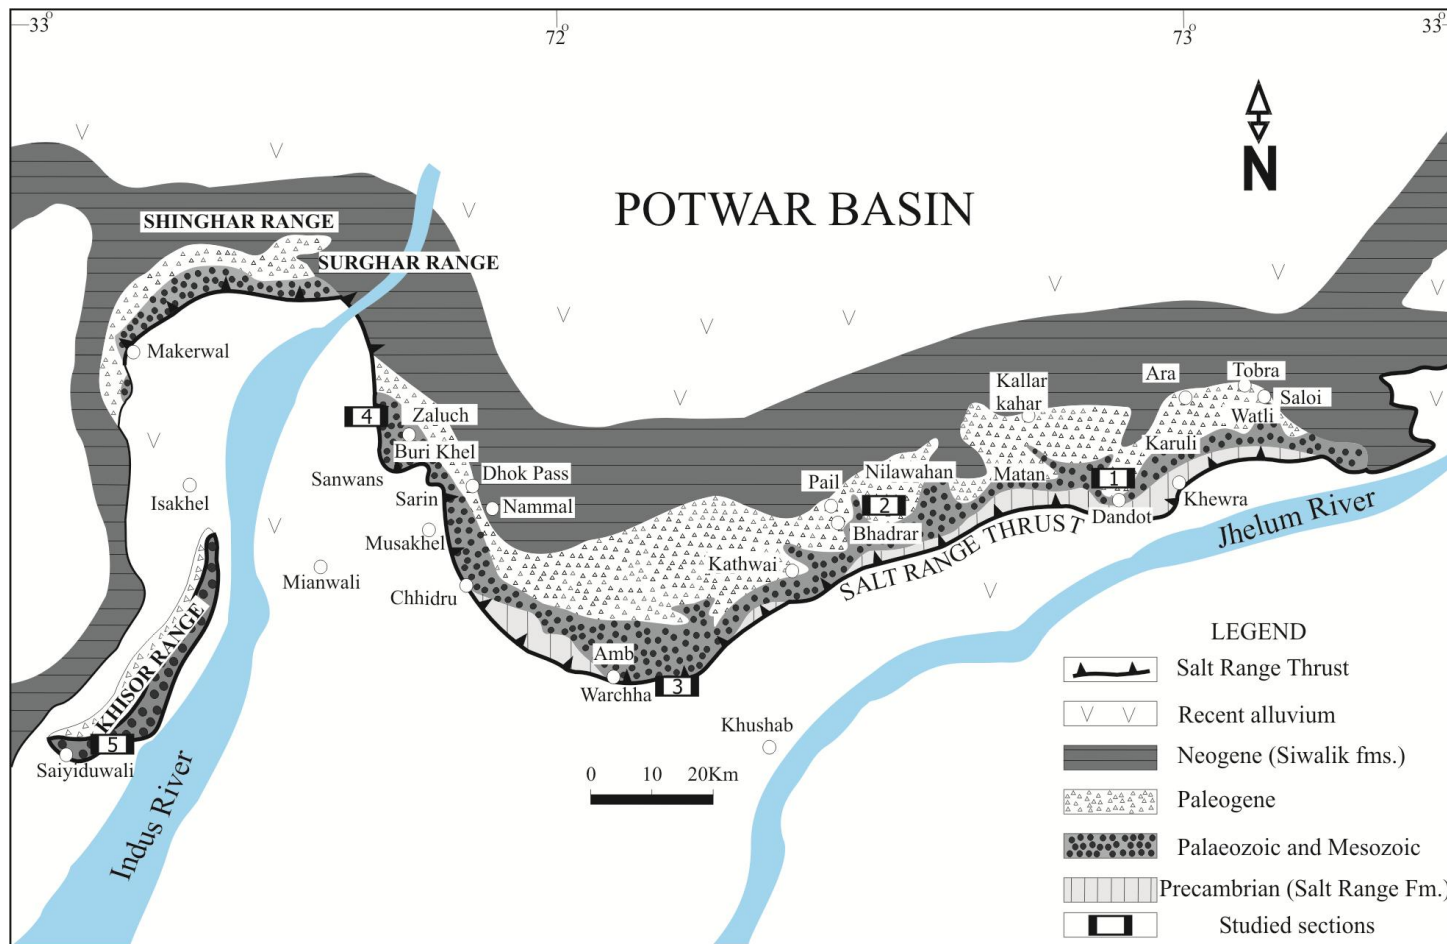 33°
72°
73°
33°
N
POTWAR BASIN
SHINGHAR RANGE
SURGHAR RANGE
Makerwal
Kallar
kahar
Ara
Tobra
Saloi
Watli
4
Zaluch
Buri Khel
Karuli
Sanwans
Dhok Pass
Nilawahan
Matan
1
Isakhel
Sarin
Nammal
Pail
2
Khewra
Dandot
Musakhel
Bhadrar
Jhelum River
Mianwali
Kathwai
SALT RANGE THRUST
Chhidru
KHISOR RANGE
Amb
Warchha
3
Khushab
5
Saiyiduwali
Indus River
0 10 20Km
LEGEND
Salt Range Thrust
Recent alluvium
Neogene (Siwalik fms.)
Paleogene
Palaeozoic and Mesozoic
Precambrian (Salt Range Fm.)
Studied sections